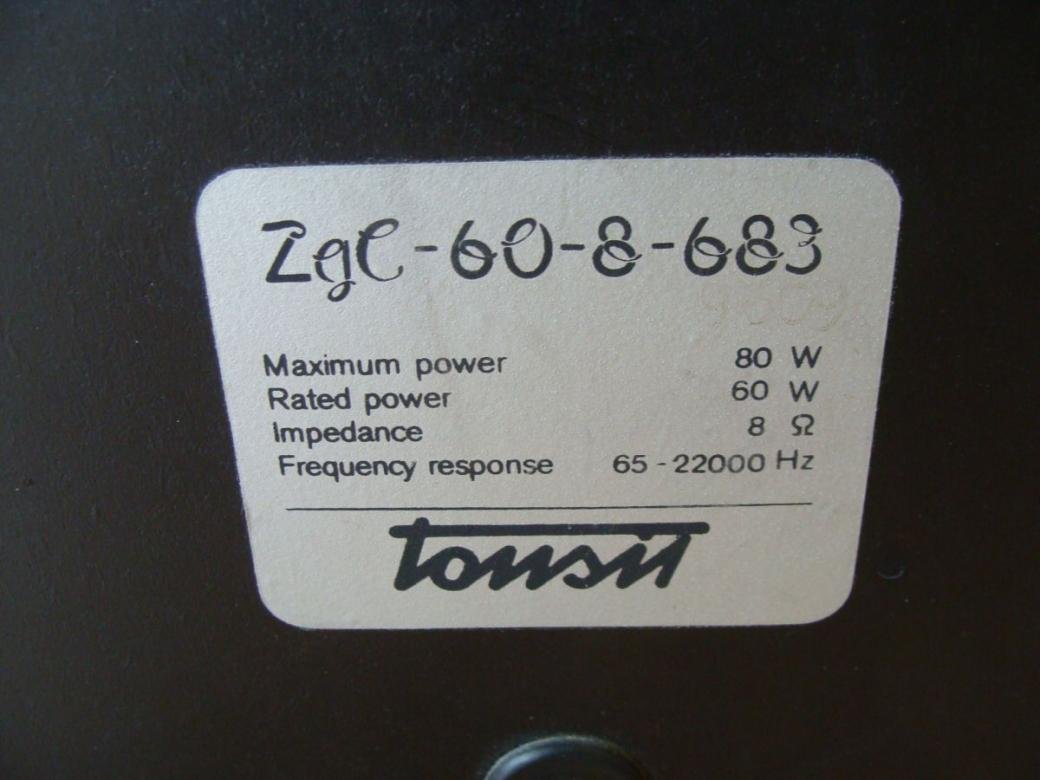 ZgC-60-8-683
Maximum power 80 W
Rated power 60 W
Impedance 8 Ω
Frequency response 65-22000 Hz
Tonsil